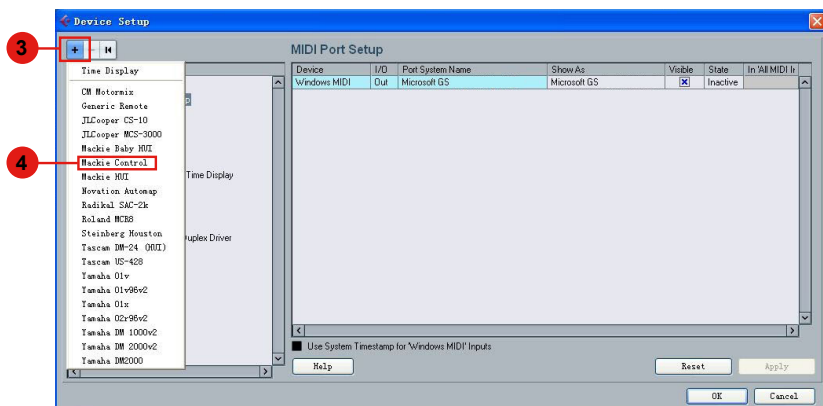 Device Setup
3
+ -
MIDI Port Setup
Time Display
Device I/O Port System Name Show As Visible State In 'All MIDI Ir
Windows MIDI Out Microsoft GS Microsoft GS Inactive
CM Motormix
Generic Remote
JLCooper CS-10
JLCooper MCS-3000
Mackie Baby HUI
4
Mackie Control
Mackie HUI
Time Display
Novation Automap
Radikal SAC-2k
Roland MCR8
Steinberg Houston
uplex Driver
Tascam DM-24 (HUI)
Tascam US-428
Yamaha 01v
Yamaha 01v96v2
Yamaha 01x
Yamaha 02r96v2
Yamaha DM 1000v2
Yamaha DM 2000v2
Yamaha DM2000
Use System Timestamp for 'Windows MIDI' Inputs
Help Reset Apply
OK Cancel